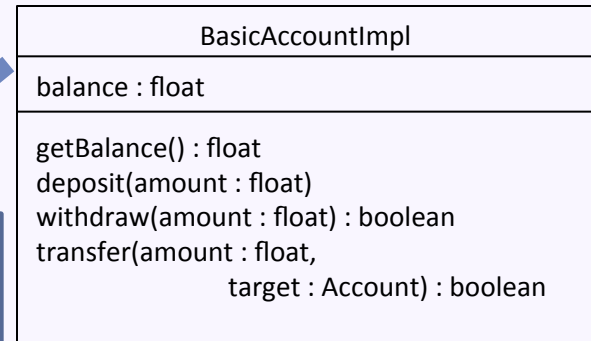 BasicAccountImpl
balance : float
getBalance() : float
deposit(amount : float)
withdraw(amount : float) : boolean
transfer(amount : float,
target : Account) : boolean